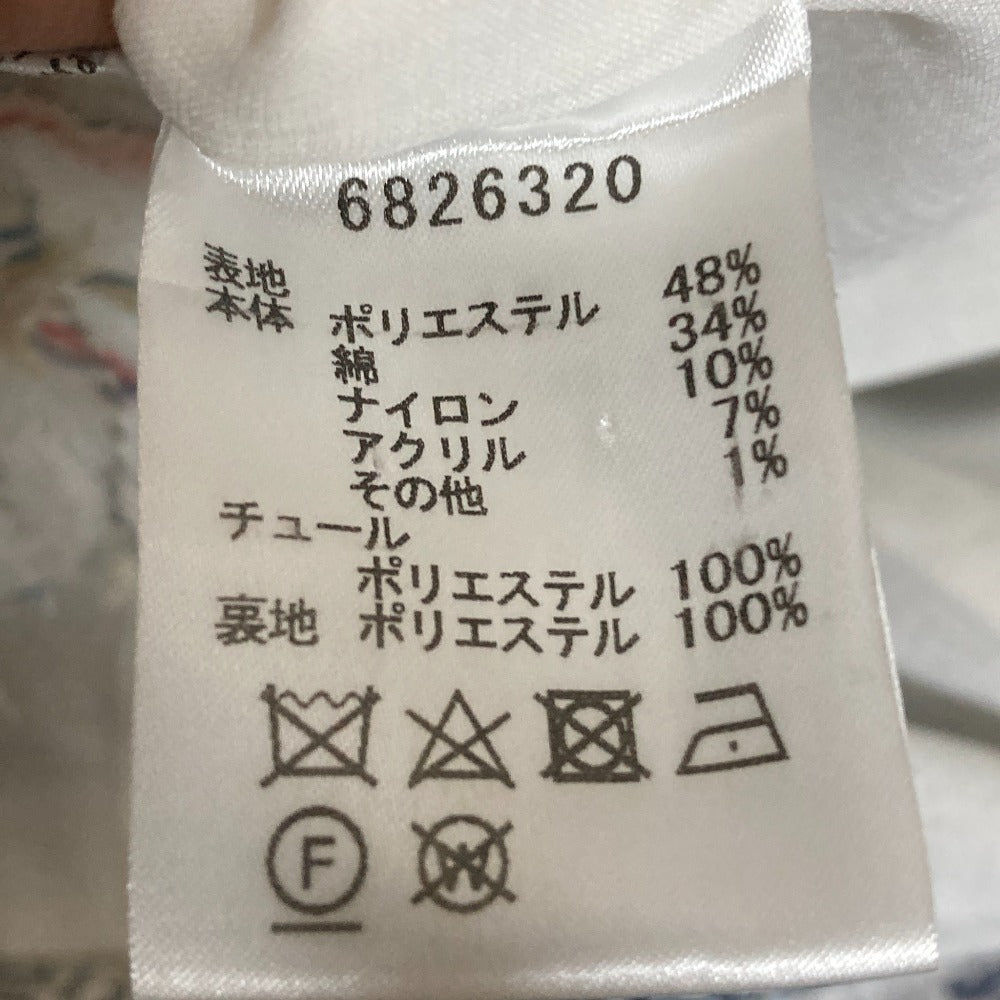 6826320
表地
本体 ポリエステル 48%
綿 34%
ナイロン 10%
アクリル 7%
その他 1%
チュール
ポリエステル 100%
裏地 ポリエステル 100%
F
W